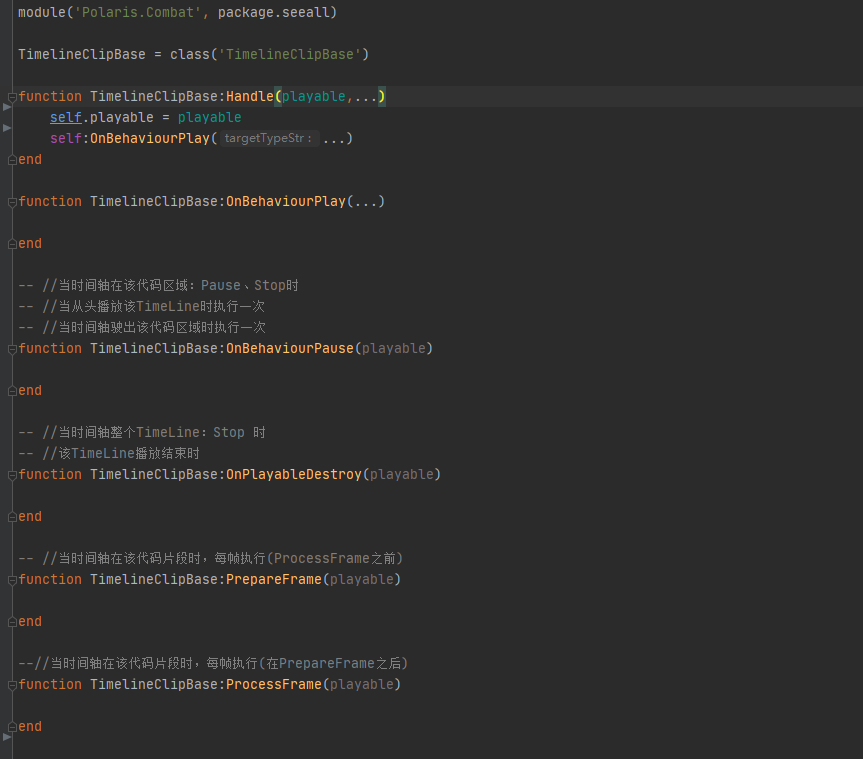 module('Polaris.Combat', package.seeall)
TimelineClipBase = class('TimelineClipBase')
function TimelineClipBase:Handle(playable,...)
self.playable = playable
self:OnBehaviourPlay( targetTypeStr: ...)
end
function TimelineClipBase:OnBehaviourPlay(...)
end
-- //当时间轴在该代码区域：Pause、Stop时
-- //当从头播放该TimeLine时执行一次
-- //当时间轴驶出该代码区域时执行一次
function TimelineClipBase:OnBehaviourPause(playable)
end
-- //当时间轴整个TimeLine：Stop 时
-- //该TimeLine播放结束时
function TimelineClipBase:OnPlayableDestroy(playable)
end
-- //当时间轴在该代码片段时，每帧执行(ProcessFrame之前)
function TimelineClipBase:PrepareFrame(playable)
end
--//当时间轴在该代码片段时，每帧执行(在PrepareFrame之后)
function TimelineClipBase:ProcessFrame(playable)
end